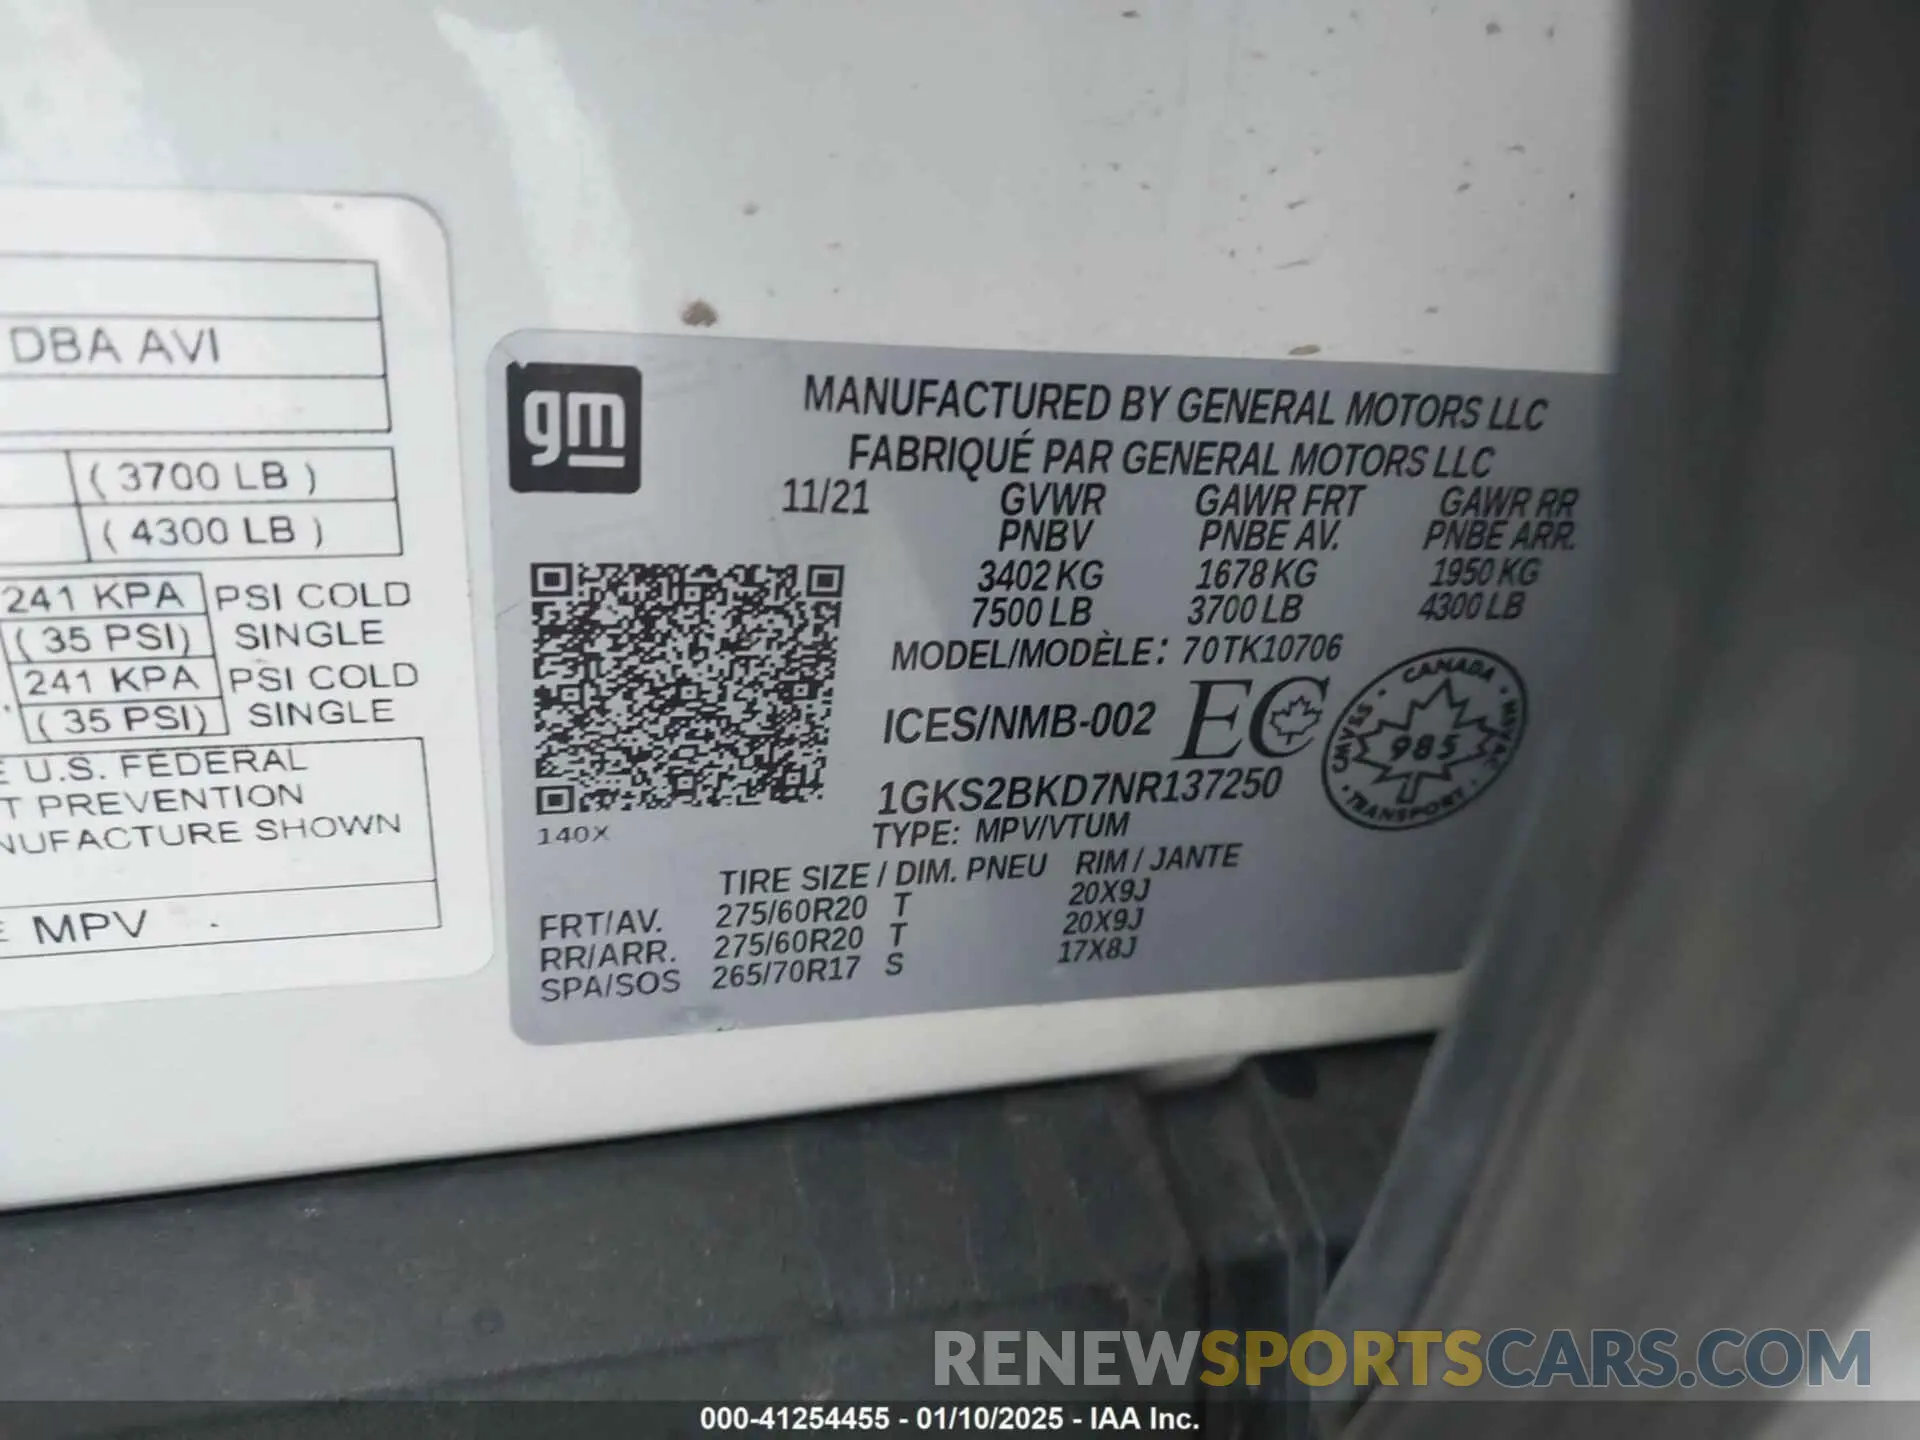 DBA AVI
( 3700 LB )
( 4300 LB )
241 KPA PSI COLD
( 35 PSI) SINGLE
241 KPA PSI COLD
( 35 PSI) SINGLE
E U.S. FEDERAL
T PREVENTION
NUFACTURE SHOWN
E MPV
gm
MANUFACTURED BY GENERAL MOTORS LLC
FABRIQUÉ PAR GENERAL MOTORS LLC
11/21 GVWR GAWR FRT GAWR RR
PNBV PNBE AV. PNBE ARR.
3402 KG 1678 KG 1950 KG
7500 LB 3700 LB 4300 LB
MODEL/MODÈLE: 70TK10706
ICES/NMB-002 EC
CANADA
CMVSS 985 NSVAC
TRANSPORT
1GKS2BKD7NR137250
140X
TYPE: MPV/VTUM
TIRE SIZE / DIM. PNEU RIM / JANTE
FRT/AV. 275/60R20 T 20X9J
RR/ARR. 275/60R20 T 20X9J
SPA/SOS 265/70R17 S 17X8J
RENEWSPORTSCARS.COM
000-41254455 - 01/10/2025 - IAA Inc.